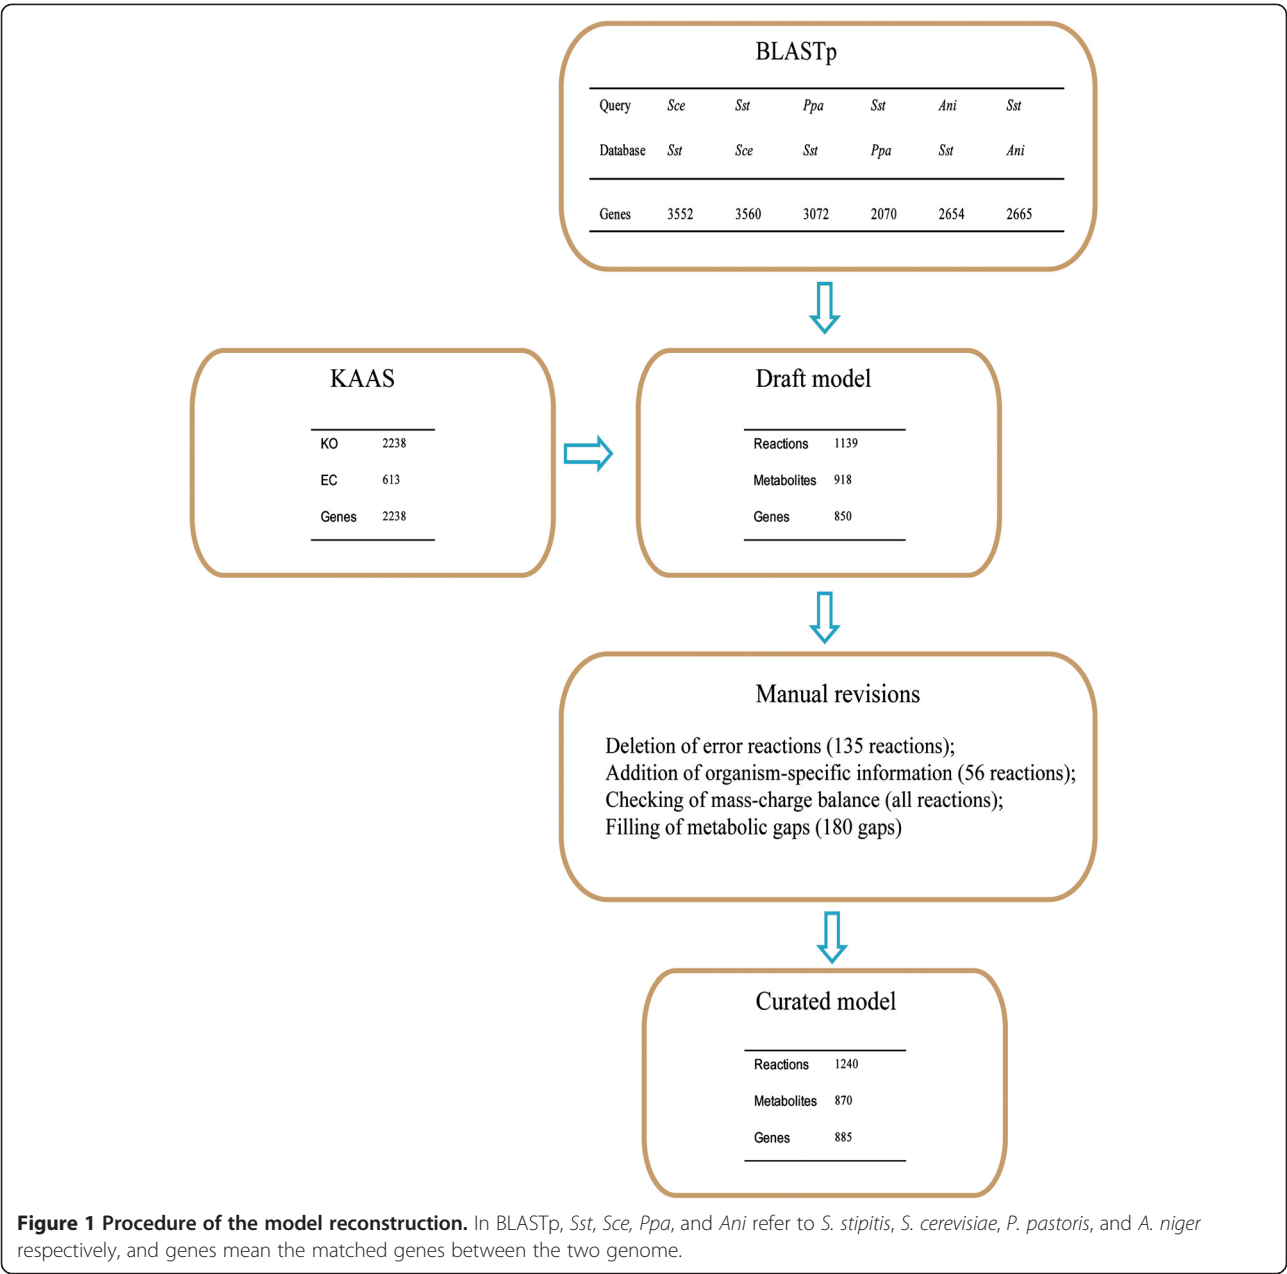 BLASTp
Query Sce Sst Ppa Sst Ani Sst
Database Sst Sce Sst Ppa Sst Ani
Genes 3552 3560 3072 2070 2654 2665
KAAS
KO 2238
EC 613
Genes 2238
Draft model
Reactions 1139
Metabolites 918
Genes 850
Manual revisions
Deletion of error reactions (135 reactions);
Addition of organism-specific information (56 reactions);
Checking of mass-charge balance (all reactions);
Filling of metabolic gaps (180 gaps)
Curated model
Reactions 1240
Metabolites 870
Genes 885
Figure 1 Procedure of the model reconstruction. In BLASTp, Sst, Sce, Ppa, and Ani refer to S. stipitis, S. cerevisiae, P. pastoris, and A. niger
respectively, and genes mean the matched genes between the two genome.